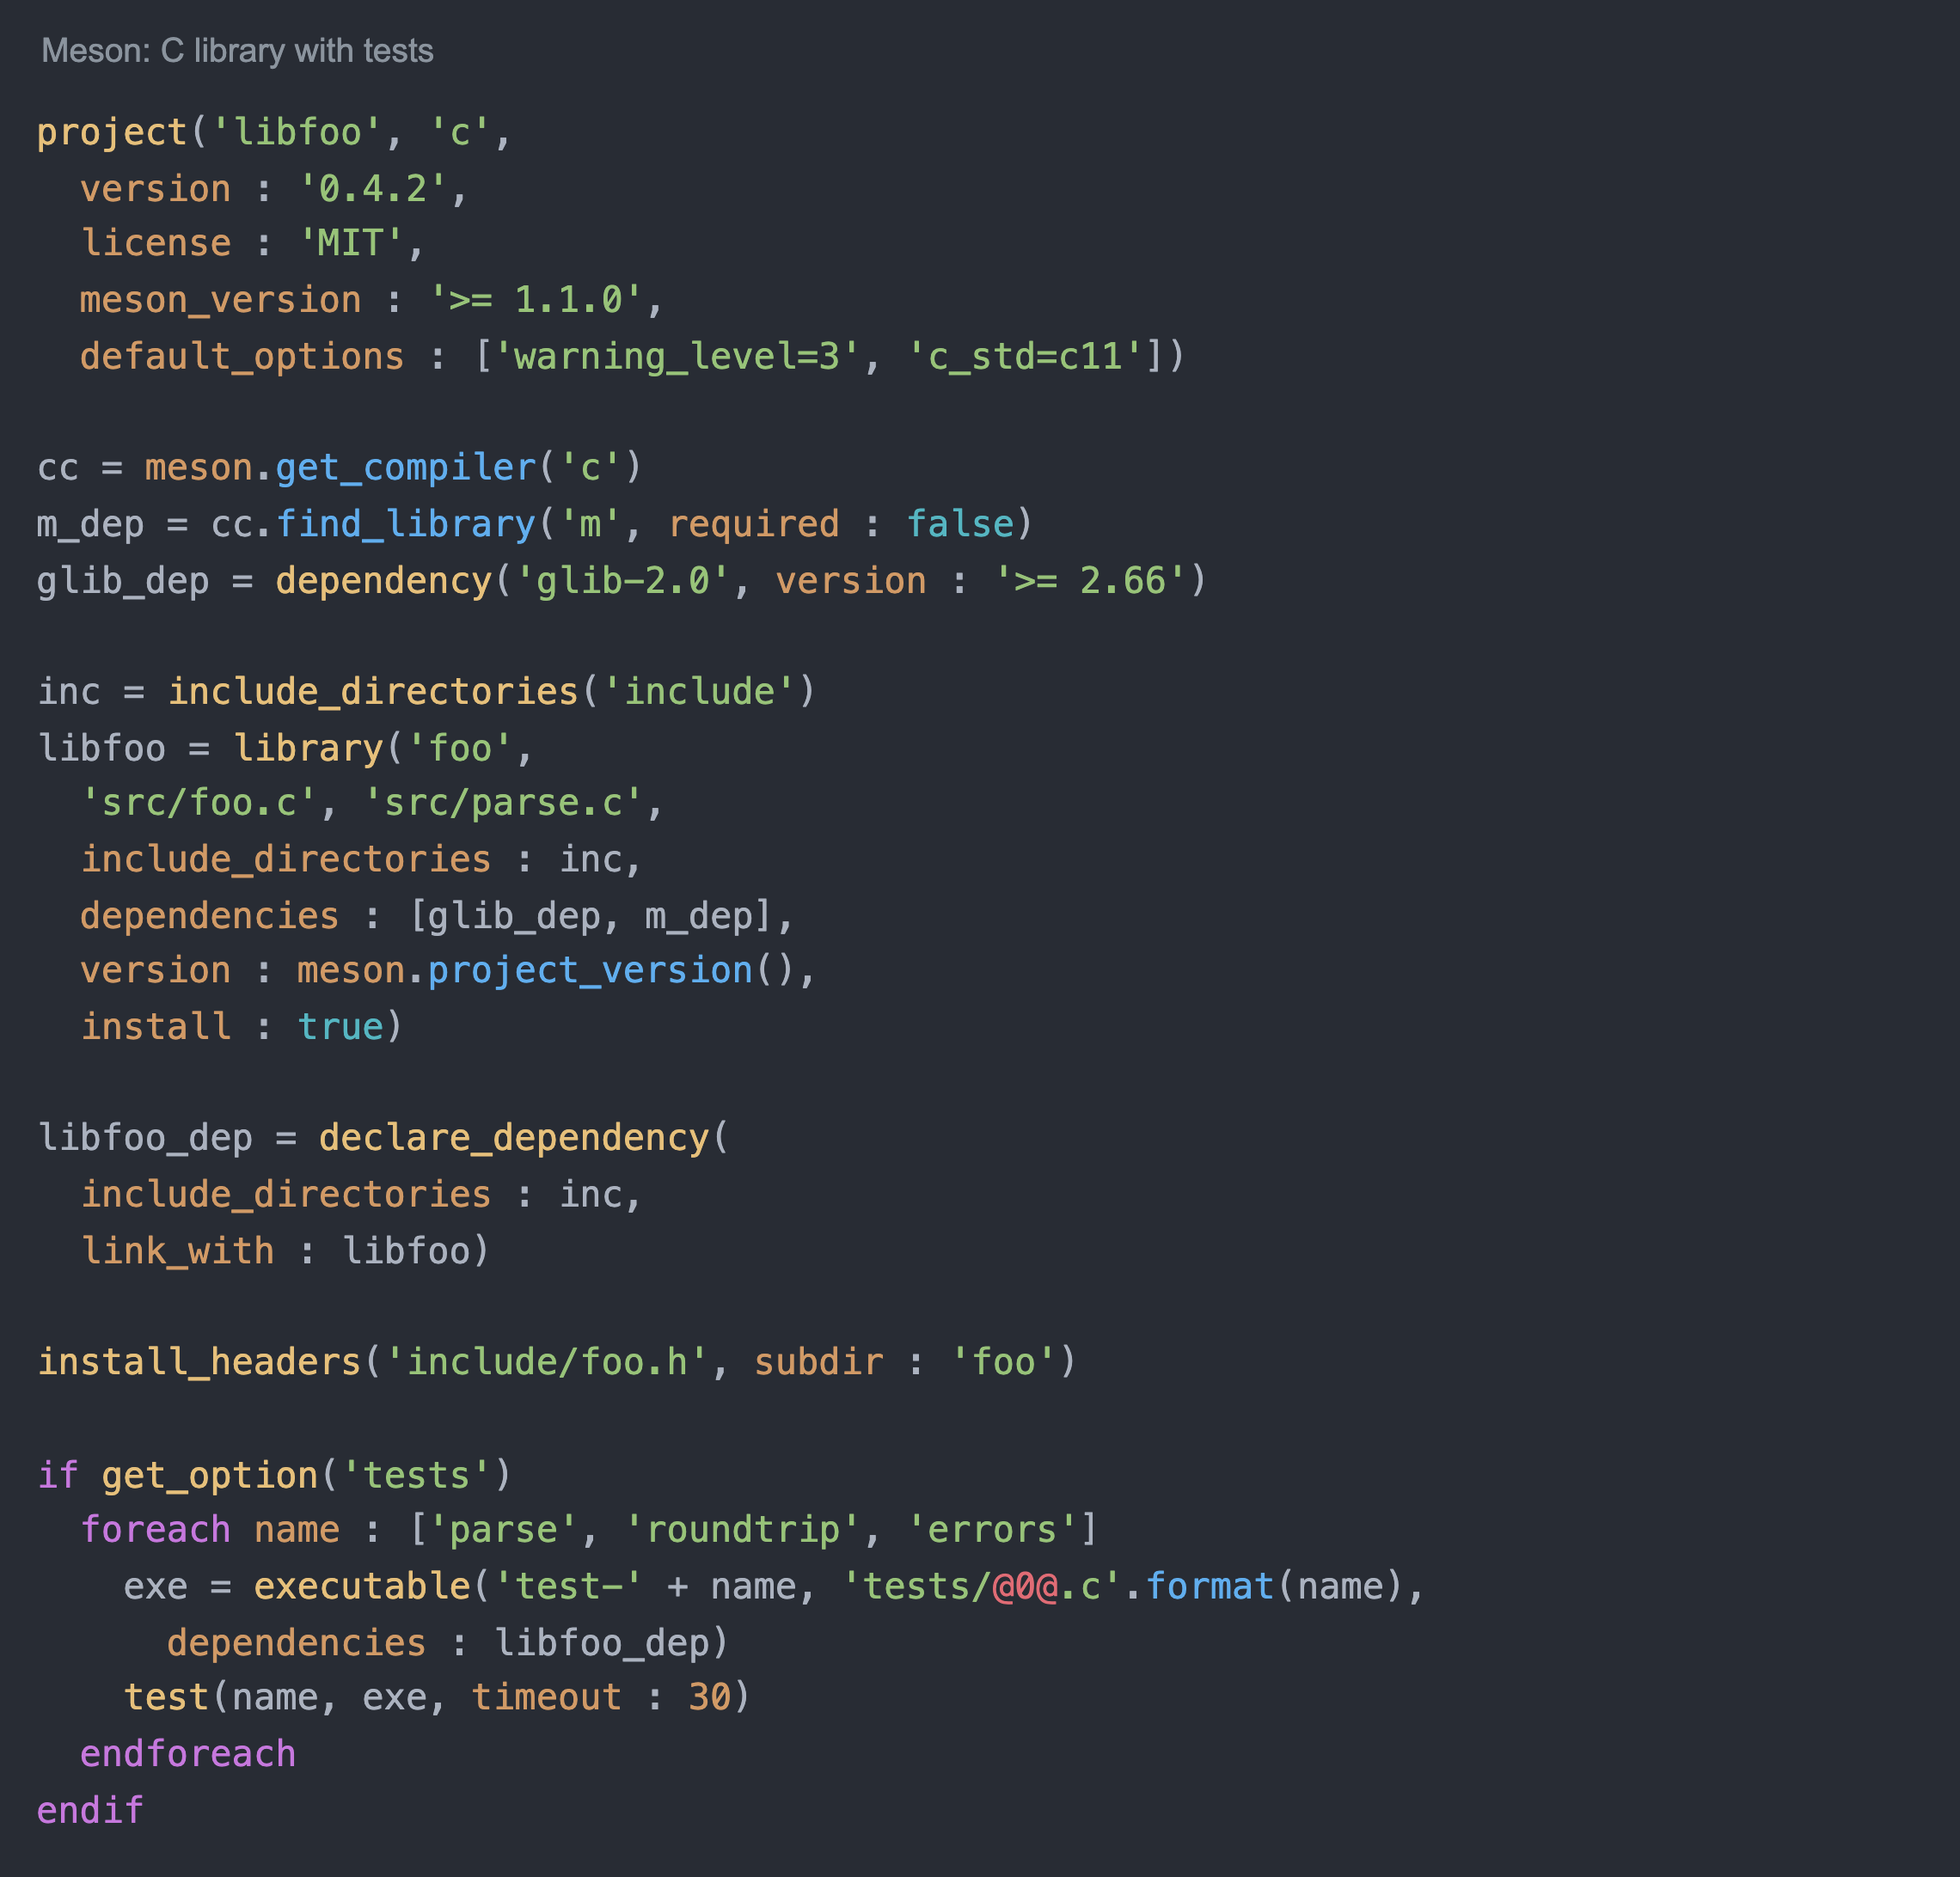 Meson: C library with tests
project('libfoo', 'c',
  version : '0.4.2',
  license : 'MIT',
  meson_version : '>= 1.1.0',
  default_options : ['warning_level=3', 'c_std=c11'])

cc = meson.get_compiler('c')
m_dep = cc.find_library('m', required : false)
glib_dep = dependency('glib-2.0', version : '>= 2.66')

inc = include_directories('include')
libfoo = library('foo',
  'src/foo.c', 'src/parse.c',
  include_directories : inc,
  dependencies : [glib_dep, m_dep],
  version : meson.project_version(),
  install : true)

libfoo_dep = declare_dependency(
  include_directories : inc,
  link_with : libfoo)

install_headers('include/foo.h', subdir : 'foo')

if get_option('tests')
  foreach name : ['parse', 'roundtrip', 'errors']
    exe = executable('test-' + name, 'tests/@0@.c'.format(name),
      dependencies : libfoo_dep)
    test(name, exe, timeout : 30)
  endforeach
endif